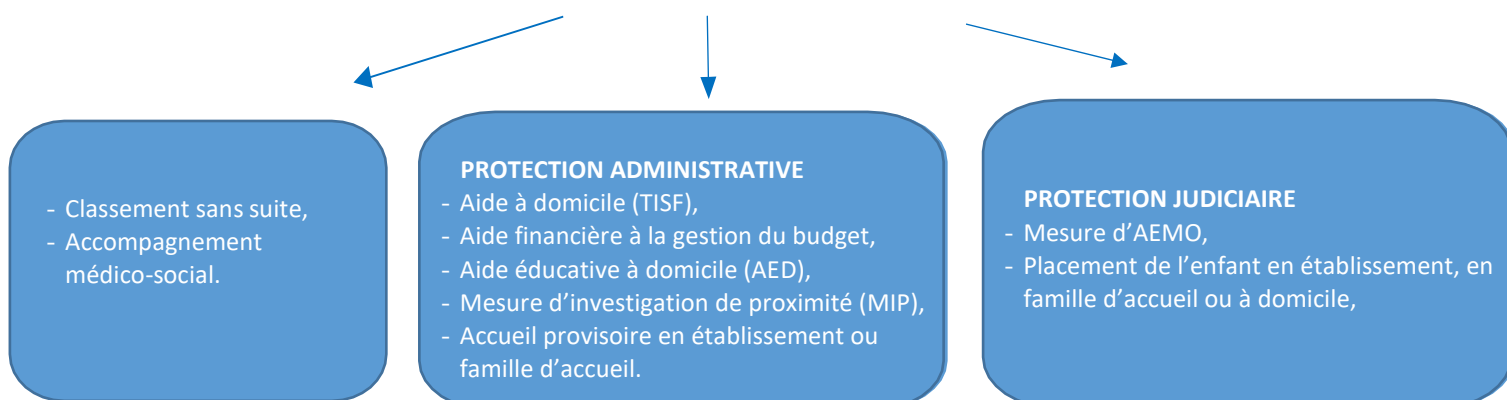 - Classement sans suite,
- Accompagnement
médico-social.
PROTECTION ADMINISTRATIVE
- Aide à domicile (TISF),
- Aide financière à la gestion du budget,
- Aide éducative à domicile (AED),
- Mesure d’investigation de proximité (MIP),
- Accueil provisoire en établissement ou
famille d’accueil.
PROTECTION JUDICIAIRE
- Mesure d’AEMO,
- Placement de l’enfant en établissement, en
famille d’accueil ou à domicile,